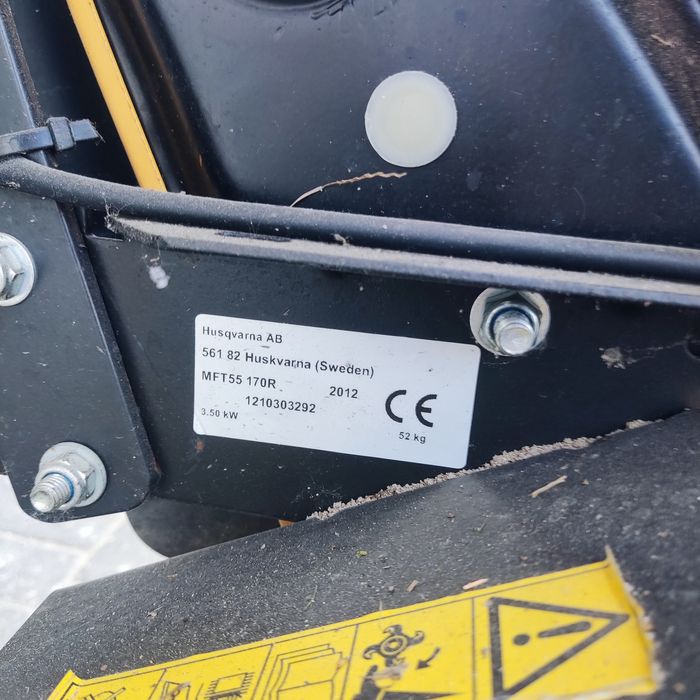 Husqvarna AB
561 82 Huskvarna (Sweden)
MFT55 170R 2012
1210303292
3.50 kW
CE
52 kg